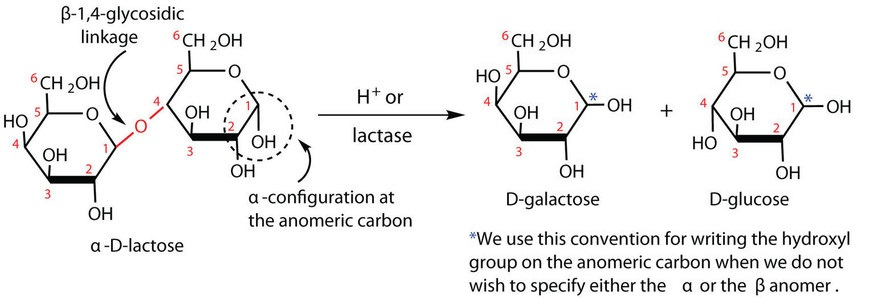 β-1,4-glycosidic
linkage
6
CH2OH
5
O
4
1
OH
3
2
OH
OH
6
CH2OH
5
O
HO
4
1
OH
3
2
OH
O
α-configuration at
the anomeric carbon
α-D-lactose
H+ or
lactase
6
CH2OH
5
O
HO
4
1
*
OH
OH
3
2
OH
D-galactose
+
6
CH2OH
5
O
4
1
*
OH
HO
OH
3
2
OH
D-glucose
*We use this convention for writing the hydroxyl
group on the anomeric carbon when we do not
wish to specify either the α or the β anomer.